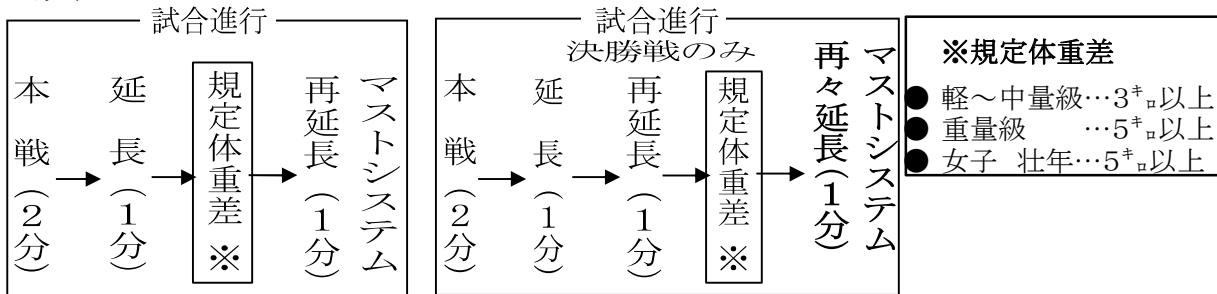 試合進行
本戦(2分)
延長(1分)
規定体重差※
再延長(1分)
マストシステム
試合進行
決勝戦のみ
本戦(2分)
延長(1分)
再延長(1分)
規定体重差※
再々延長(1分)
マストシステム
※規定体重差
● 軽~中量級…3㌔以上
● 重量級 …5㌔以上
● 女子 壮年…5㌔以上